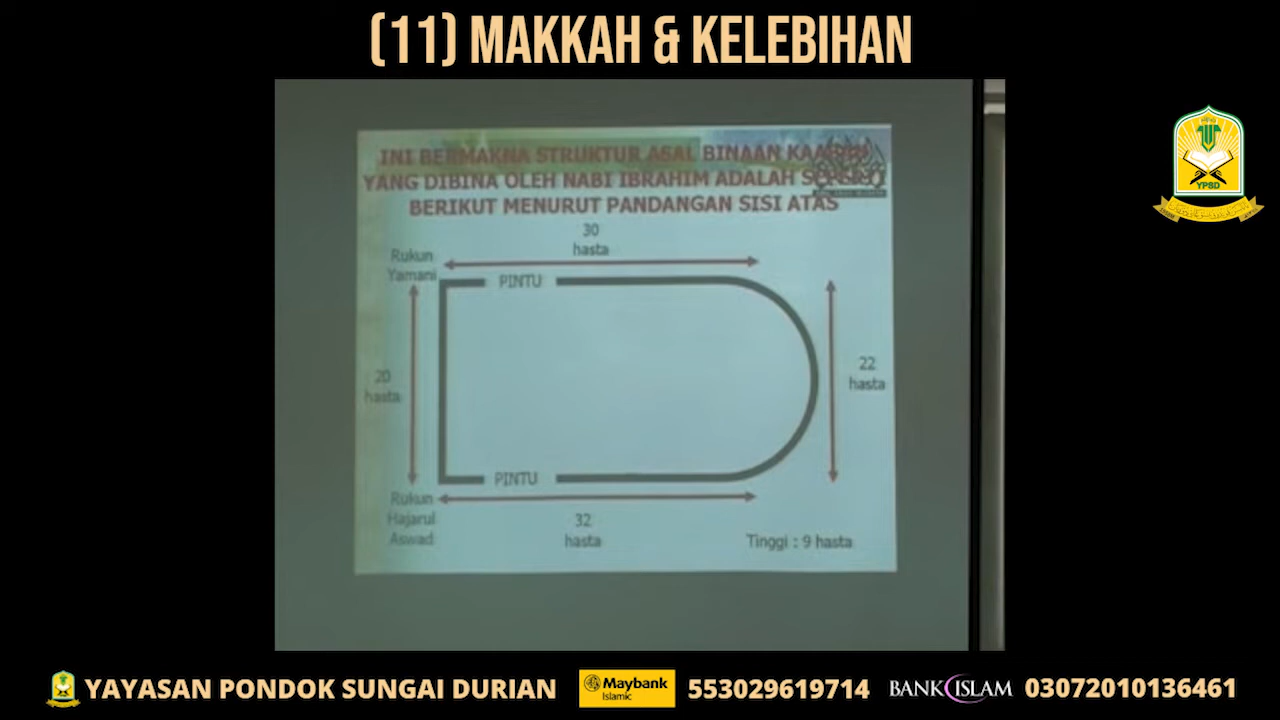 (11) MAKKAH & KELEBIHAN
INI BERMAKNA STRUKTUR ASAL BINAAN
YANG DIBINA OLEH NABI IBRAHIM ADALAH
BERIKUT MENURUT PANDANGAN SISI ATAS
30
hasta
Rukun
Yamani
PINTU
20
hasta
22
hasta
PINTU
Rukun
Hajarul
Aswad
32
hasta
Tinggi : 9 hasta
YPSD
YAYASAN PONDOK SUNGAI DURIAN
Maybank
Islamic
553029619714
BANK ISLAM
03072010136461